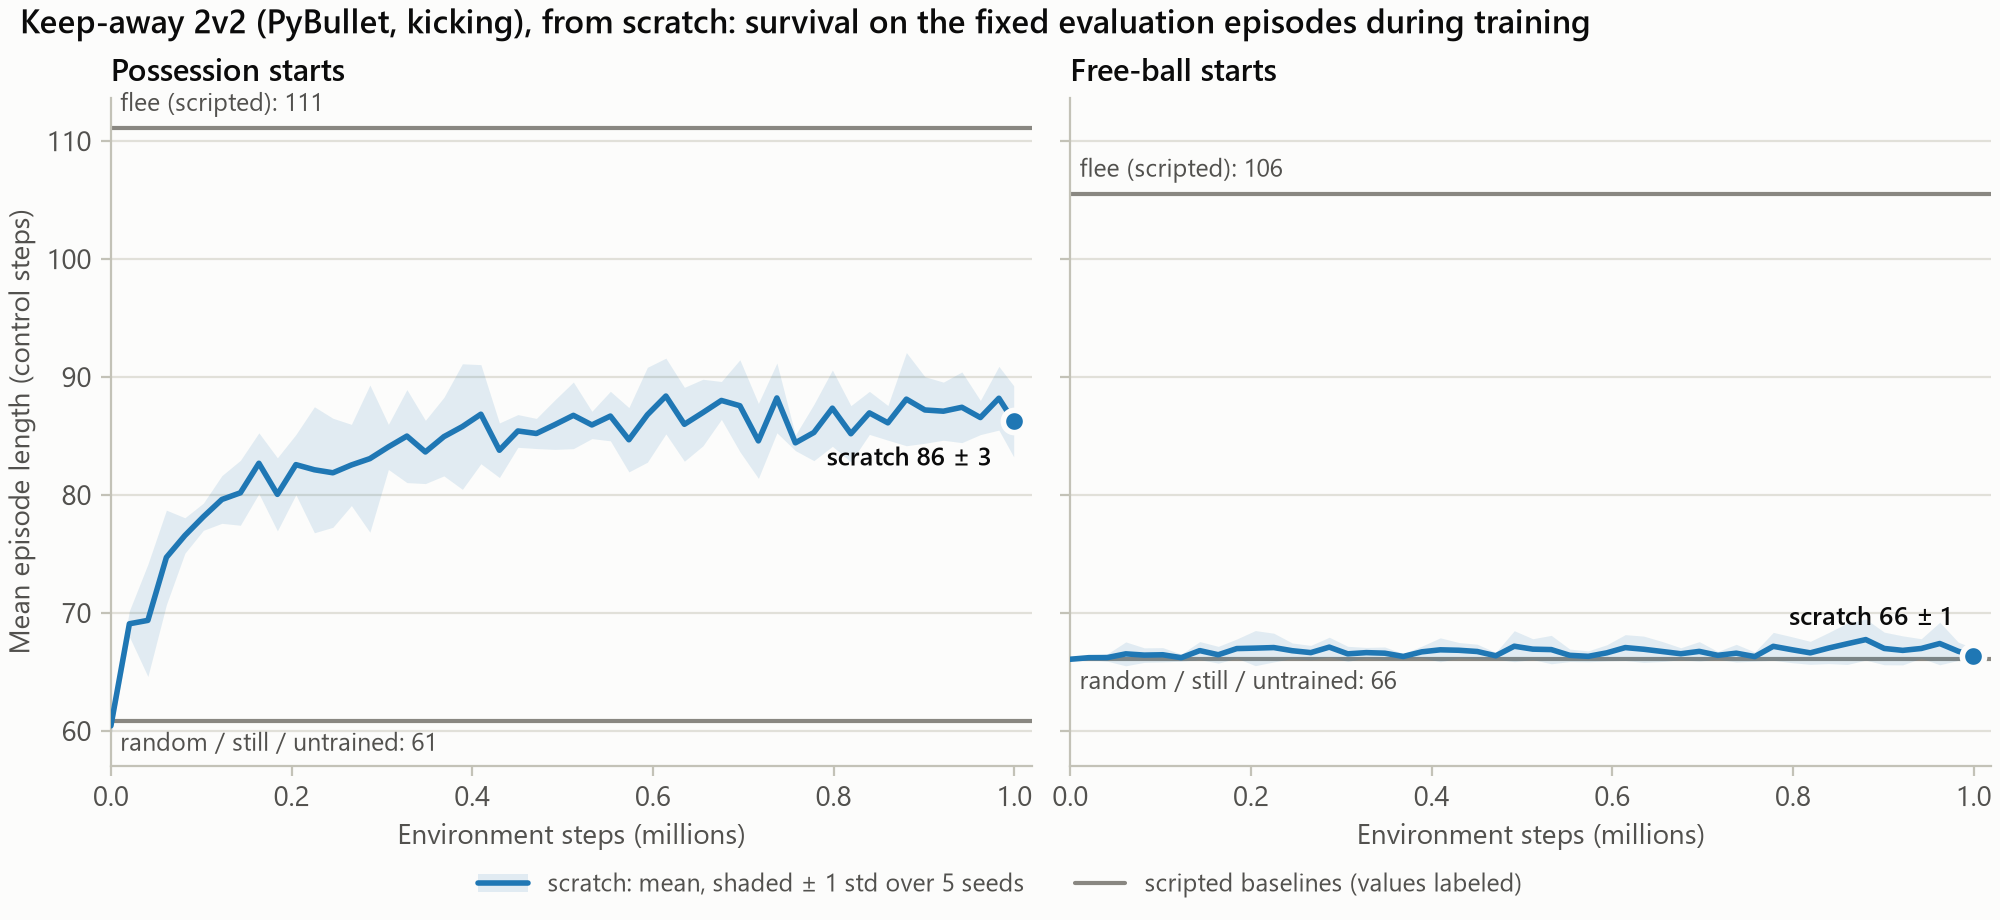 Keep-away 2v2 (PyBullet, kicking), from scratch: survival on the fixed evaluation episodes during training
Possession starts
flee (scripted): 111
110
100
90
80
70
60
Mean episode length (control steps)
scratch 86 ± 3
random / still / untrained: 61
0.0
0.2
0.4
0.6
0.8
1.0
Environment steps (millions)
Free-ball starts
flee (scripted): 106
scratch 66 ± 1
random / still / untrained: 66
0.0
0.2
0.4
0.6
0.8
1.0
Environment steps (millions)
scratch: mean, shaded ± 1 std over 5 seeds
scripted baselines (values labeled)